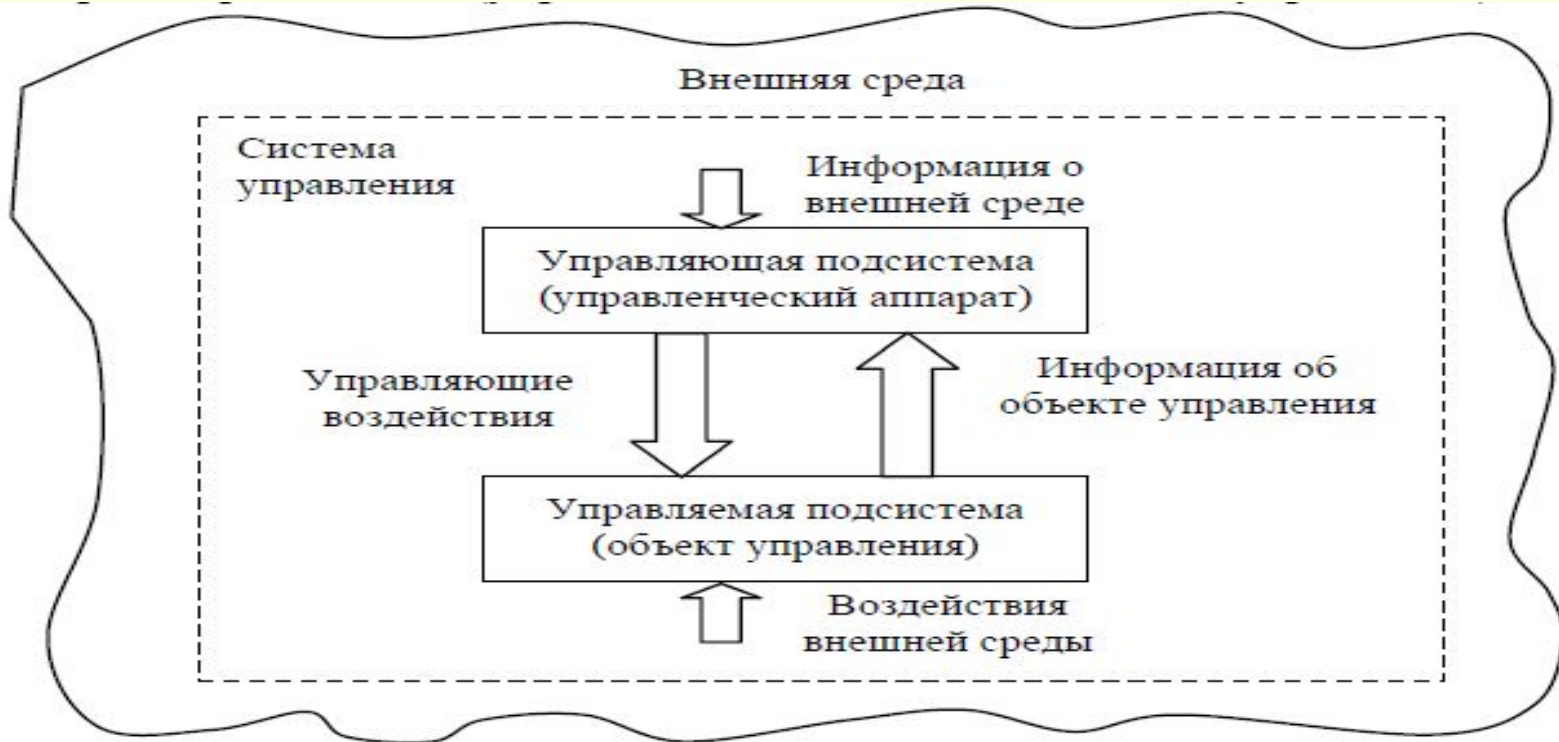 Внешняя среда
Система
управления
Информация о
внешней среде
Управляющая подсистема
(управленческий аппарат)
Управляющие
воздействия
Информация об
объекте управления
Управляемая подсистема
(объект управления)
Воздействия
внешней среды